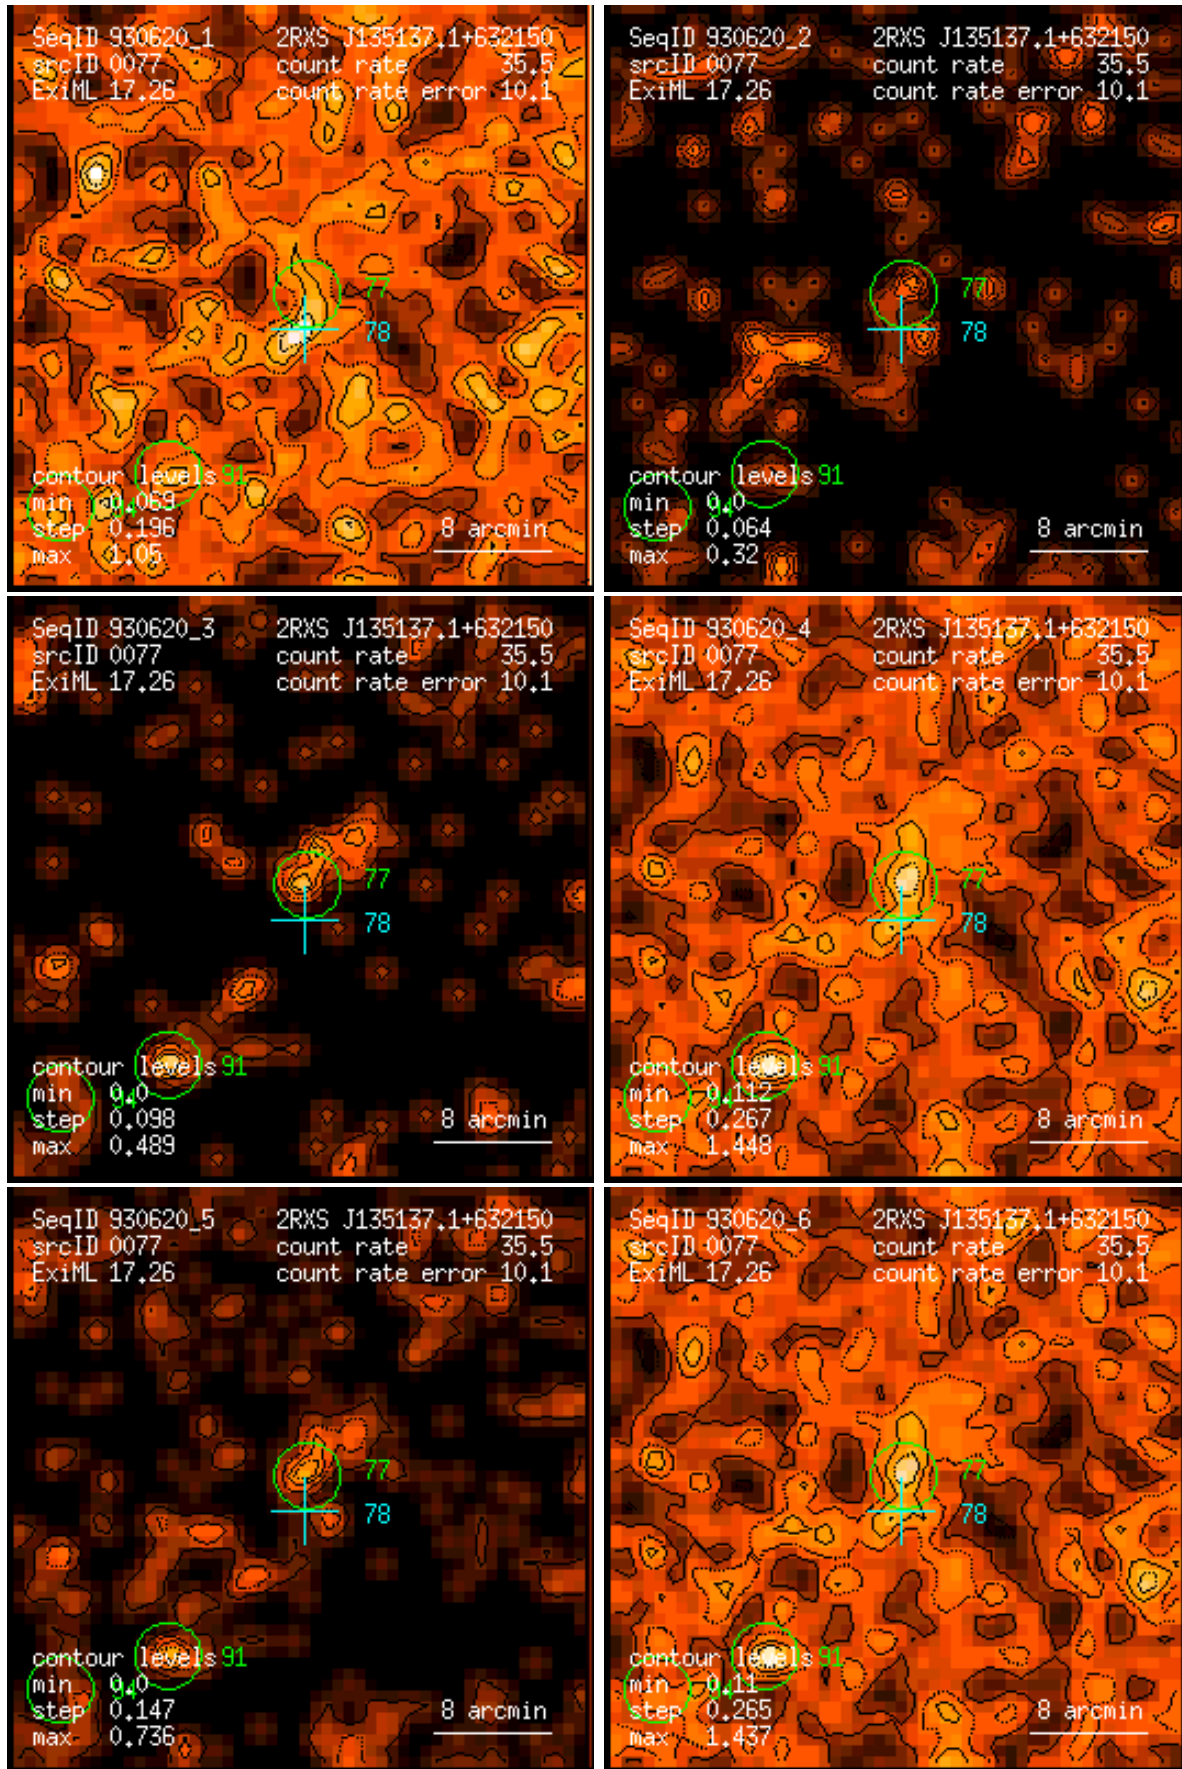 SeqID 930620_1 2RXS J135137.1+632150
srcID 0077 count rate 35.5
ExiML 17.26 count rate error 10.1
77
78
contour levels 91
min 0.069 94
step 0.196 8 arcmin
max 1.05
SeqID 930620_2 2RXS J135137.1+632150
srcID 0077 count rate 35.5
ExiML 17.26 count rate error 10.1
77
78
contour levels 91
min 0.0 94
step 0.064 8 arcmin
max 0.32
SeqID 930620_3 2RXS J135137.1+632150
srcID 0077 count rate 35.5
ExiML 17.26 count rate error 10.1
77
78
contour levels 91
min 0.0 94
step 0.098 8 arcmin
max 0.489
SeqID 930620_4 2RXS J135137.1+632150
srcID 0077 count rate 35.5
ExiML 17.26 count rate error 10.1
77
78
contour levels 91
min 0.112 94
step 0.267 8 arcmin
max 1.448
SeqID 930620_5 2RXS J135137.1+632150
srcID 0077 count rate 35.5
ExiML 17.26 count rate error 10.1
77
78
contour levels 91
min 0.0 94
step 0.147 8 arcmin
max 0.736
SeqID 930620_6 2RXS J135137.1+632150
srcID 0077 count rate 35.5
ExiML 17.26 count rate error 10.1
77
78
contour levels 91
min 0.11 94
step 0.265 8 arcmin
max 1.437